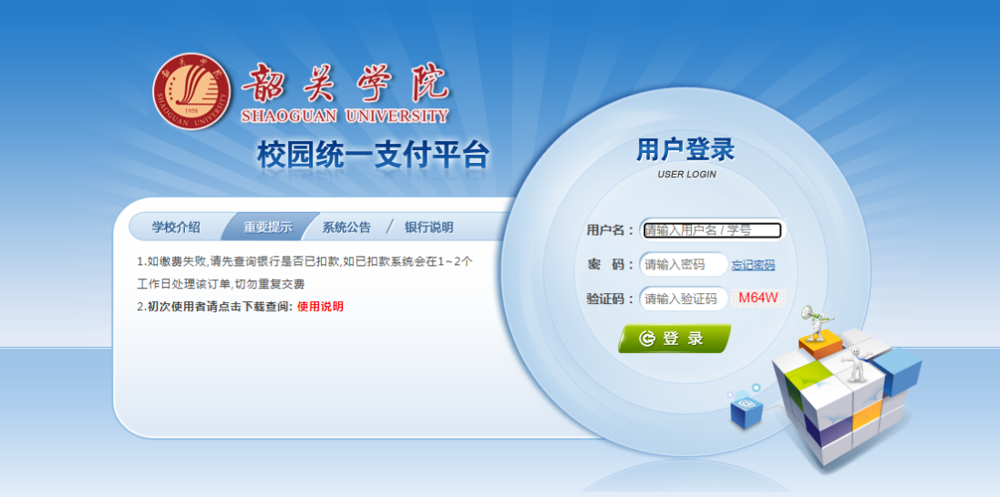 韶关学院
SHAOGUAN UNIVERSITY
韶关学院
SHAOGUAN UNIVERSITY
1958
校园统一支付平台
学校介绍 重要提示 系统公告 / 银行说明
1.如缴费失败,请先查询银行是否已扣款,如已扣款系统会在1~2个
工作日处理该订单,切勿重复交费
2.初次使用者请点击下载查阅: 使用说明
用户登录
USER LOGIN
用户名： 请输入用户名 / 学号
密 码： 请输入密码 忘记密码
验证码： 请输入验证码 M64W
登 录